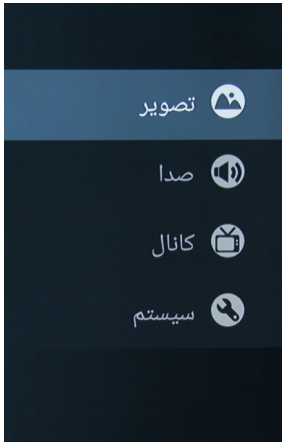 تصویر
صدا
کانال
سیستم